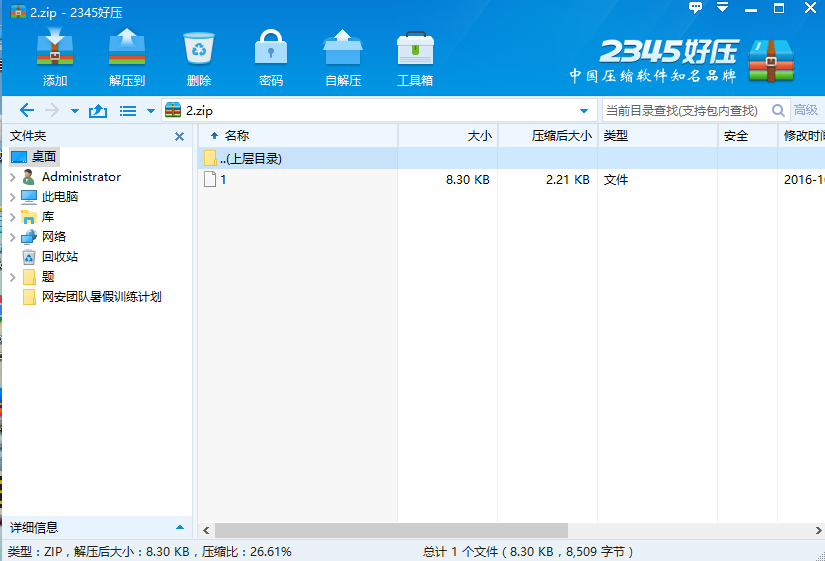 2.zip - 2345好压
添加
解压到
删除
密码
自解压
工具箱
2345好压
中国压缩软件知名品牌
2.zip
当前目录查找(支持包内查找)
高级
文件夹
名称
大小
压缩后大小
类型
安全
修改时间
桌面
..(上层目录)
Administrator
1
8.30 KB
2.21 KB
文件
2016-1
此电脑
库
网络
回收站
题
网安团队暑假训练计划
详细信息
类型：ZIP，解压后大小：8.30 KB，压缩比：26.61%
总计 1 个文件（8.30 KB，8,509 字节）